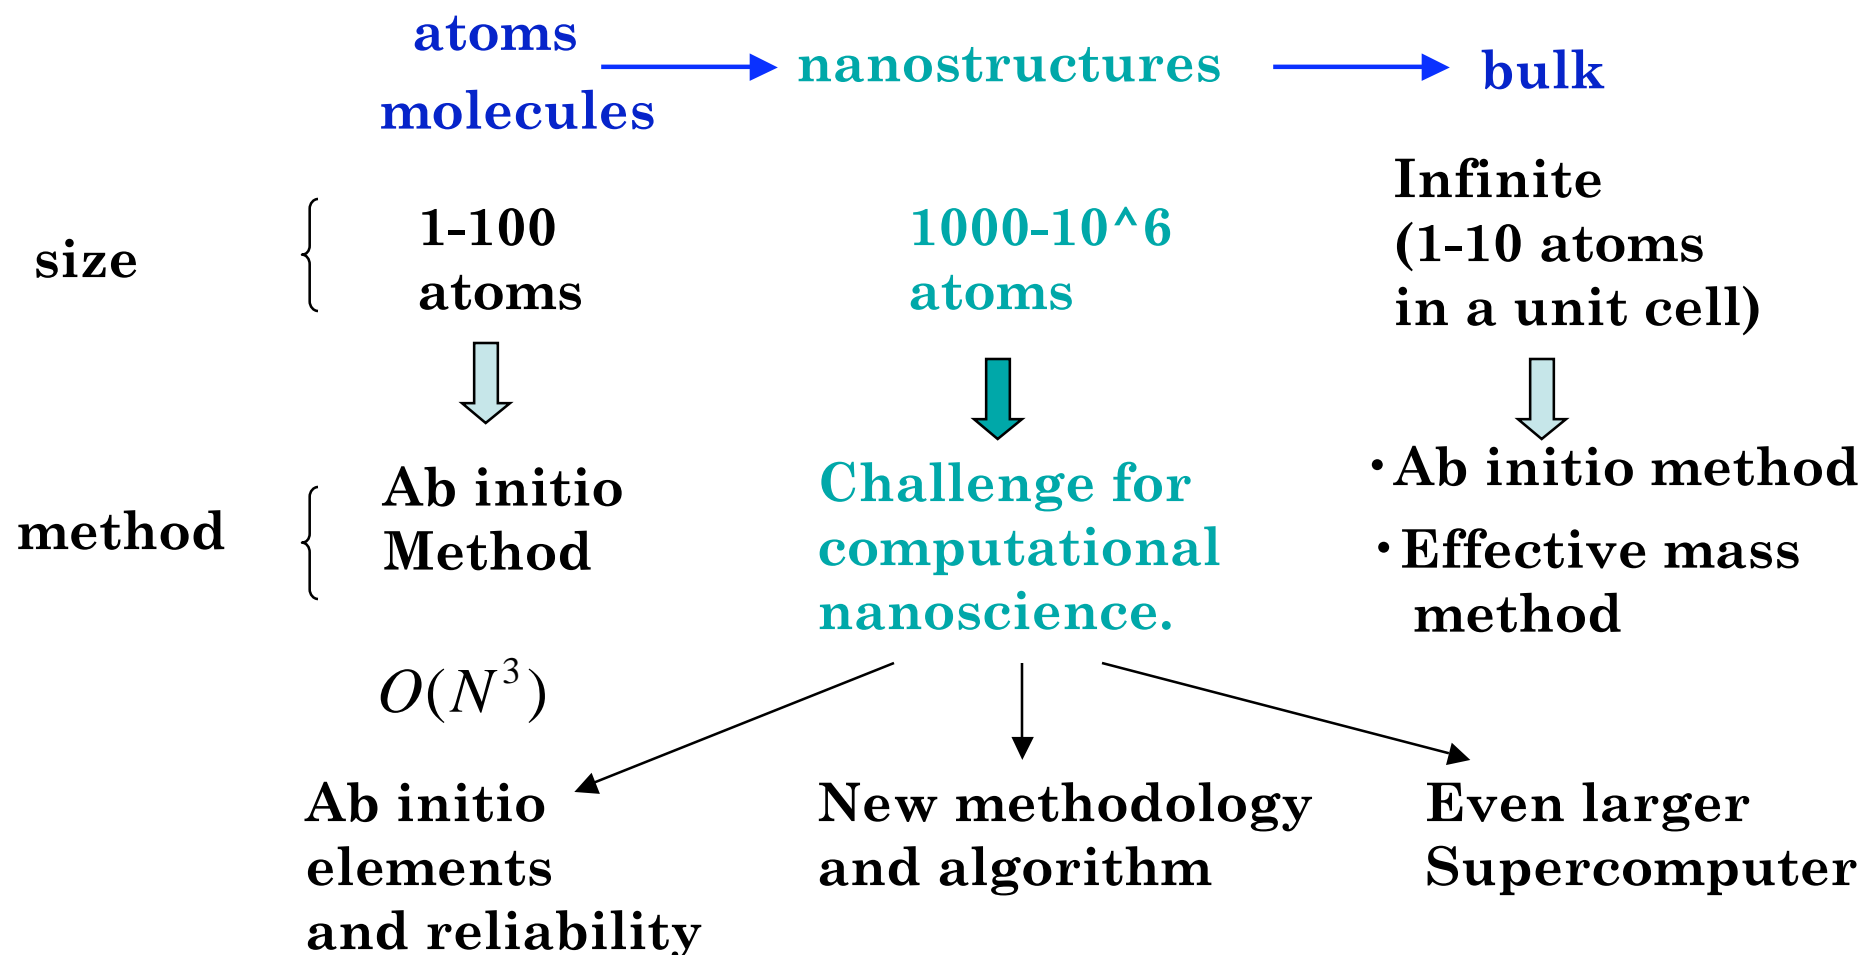 atoms
molecules
nanostructures
bulk
size
1-100
atoms
1000-10^6
atoms
Infinite
(1-10 atoms
in a unit cell)
method
Ab initio
Method
Challenge for
computational
nanoscience.
・Ab initio method
・Effective mass
method
O(N³)
Ab initio
elements
and reliability
New methodology
and algorithm
Even larger
Supercomputer